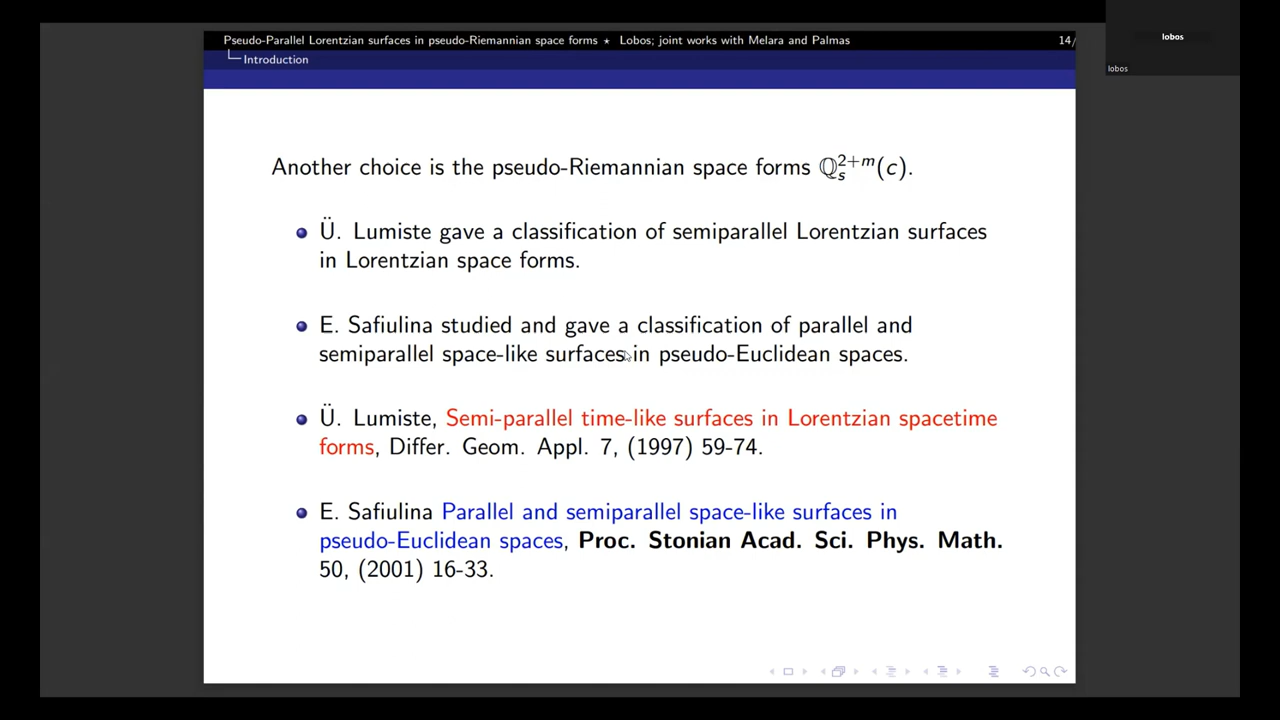 Pseudo-Parallel Lorentzian surfaces in pseudo-Riemannian space forms ⋆ Lobos; joint works with Melara and Palmas 14/
Introduction
lobos
lobos
Another choice is the pseudo-Riemannian space forms ℚₛ²⁺ᵐ(c).
Ü. Lumiste gave a classification of semiparallel Lorentzian surfaces
in Lorentzian space forms.
E. Safiulina studied and gave a classification of parallel and
semiparallel space-like surfaces in pseudo-Euclidean spaces.
Ü. Lumiste, Semi-parallel time-like surfaces in Lorentzian spacetime
forms, Differ. Geom. Appl. 7, (1997) 59-74.
E. Safiulina Parallel and semiparallel space-like surfaces in
pseudo-Euclidean spaces, Proc. Stonian Acad. Sci. Phys. Math.
50, (2001) 16-33.